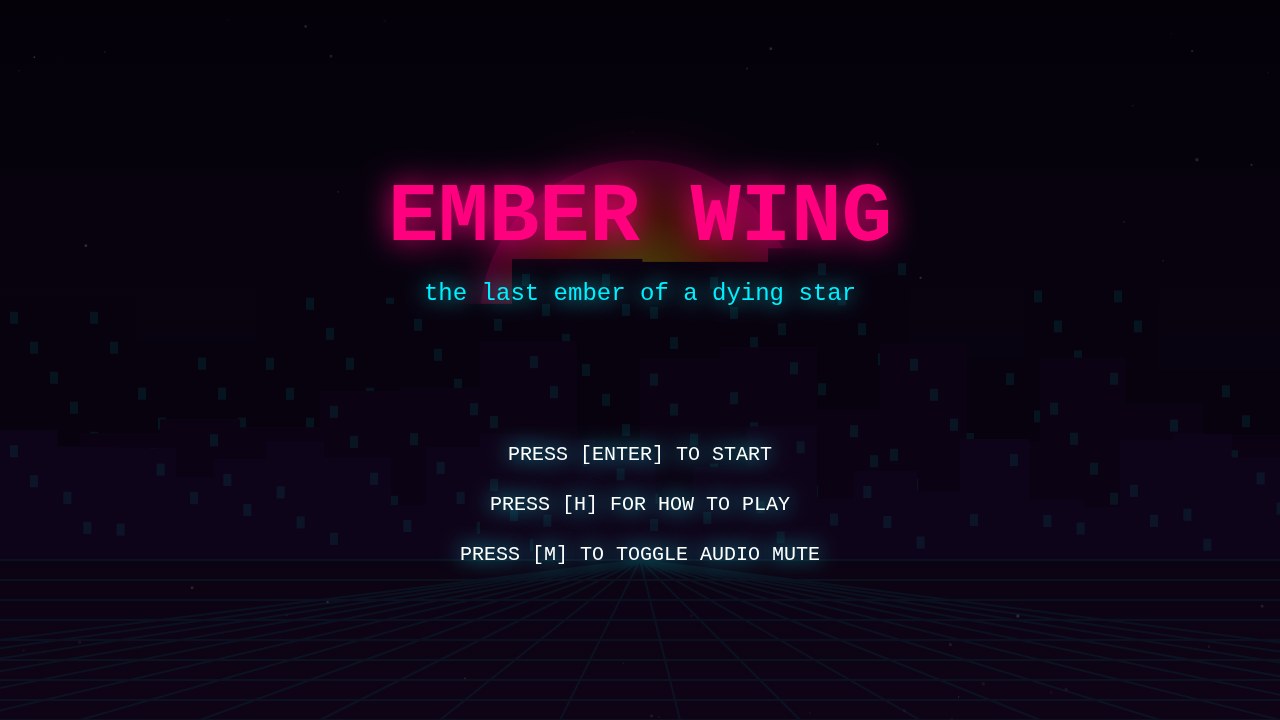 EMBER WING
the last ember of a dying star
PRESS [ENTER] TO START
PRESS [H] FOR HOW TO PLAY
PRESS [M] TO TOGGLE AUDIO MUTE